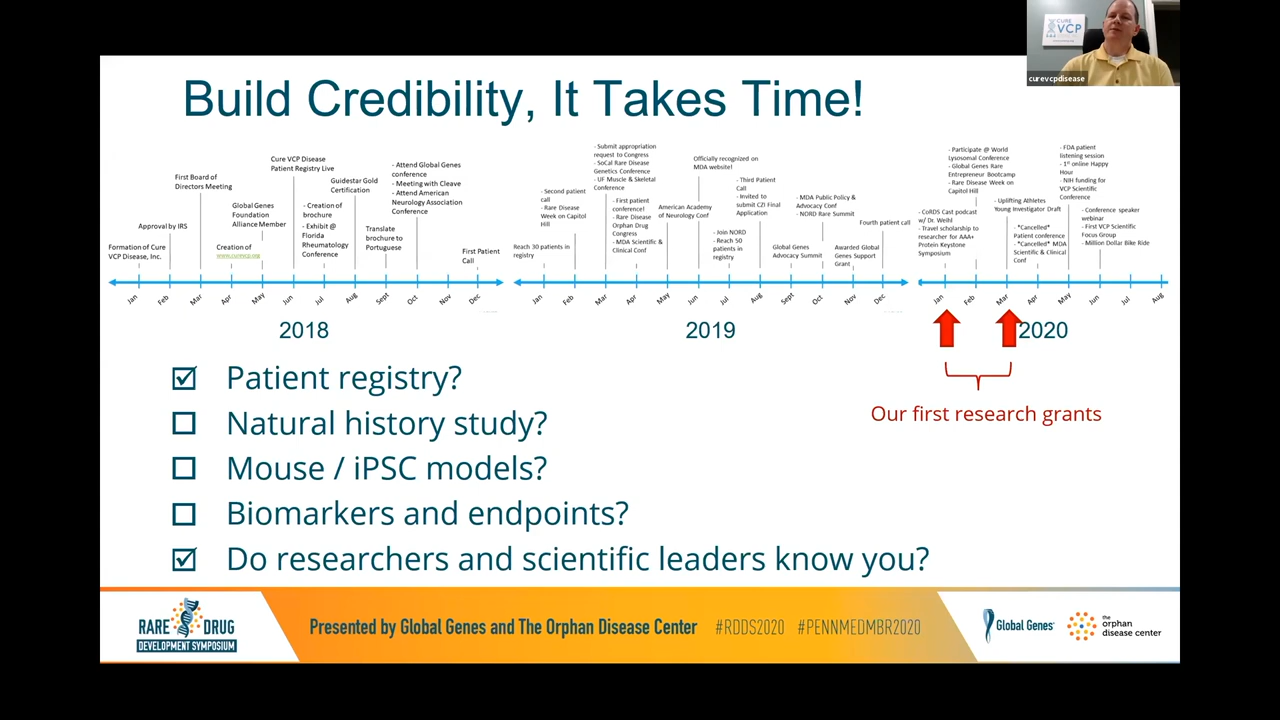 CURE
VCP
curevcpdisease
Build Credibility, It Takes Time!
Formation of Cure
VCP Disease, Inc.
Approval by IRS
First Board of
Directors Meeting
Creation of
www.curevcp.org
Global Genes
Foundation
Alliance Member
Cure VCP Disease
Patient Registry Live
- Creation of
brochure
- Exhibit @
Florida
Rheumatology
Conference
Guidestar Gold
Certification
Translate
brochure to
Portuguese
- Attend Global Genes
conference
- Meeting with Cleave
- Attend American
Neurology Association
Conference
First Patient
Call
Jan Feb Mar Apr May Jun Jul Aug Sept Oct Nov Dec
2018
Reach 30 patients in
registry
- Second patient
call
- Rare Disease
Week on Capitol
Hill
- Submit appropriation
request to Congress
- SoCal Rare Disease
Genetics Conference
- UF Muscle & Skeletal
Conference
- First patient
conference!
- Rare Disease
Orphan Drug
Congress
- MDA Scientific &
Clinical Conf
American Academy
of Neurology Conf
Officially recognized on
MDA website!
- Join NORD
- Reach 50
patients in
registry
- Third Patient
Call
- Invited to
submit CZI Final
Application
Global Genes
Advocacy Summit
- MDA Public Policy &
Advocacy Conf
- NORD Rare Summit
Awarded Global
Genes Support
Grant
Fourth patient call
Jan Feb Mar Apr May Jun Jul Aug Sept Oct Nov Dec
2019
- CoRDS Cast podcast
w/ Dr. Weihl
- Travel scholarship to
researcher for AAA+
Protein Keystone
Symposium
- Participate @ World
Lysosomal Conference
- Global Genes Rare
Entrepreneur Bootcamp
- Rare Disease Week on
Capitol Hill
- Uplifting Athletes
Young Investigator Draft
- *Cancelled*
Patient conference
- *Cancelled* MDA
Scientific & Clinical
Conf
- FDA patient
listening session
- 1st online Happy
Hour
- NIH funding for
VCP Scientific
Conference
- Conference speaker
webinar
- First VCP Scientific
Focus Group
- Million Dollar Bike Ride
Jan Feb Mar Apr May Jun Jul Aug
2020
Our first research grants
Patient registry?
Natural history study?
Mouse / iPSC models?
Biomarkers and endpoints?
Do researchers and scientific leaders know you?
RARE DRUG
DEVELOPMENT SYMPOSIUM
Presented by Global Genes and The Orphan Disease Center #RDDS2020 #PENNMEDMBR2020
Global Genes
the
orphan
disease center